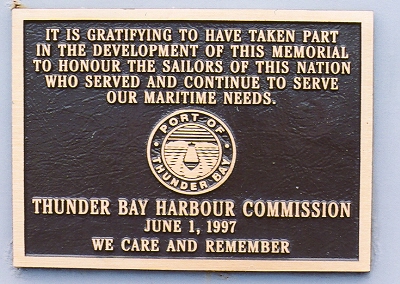 IT IS GRATIFYING TO HAVE TAKEN PART
IN THE DEVELOPMENT OF THIS MEMORIAL
TO HONOUR THE SAILORS OF THIS NATION
WHO SERVED AND CONTINUE TO SERVE
OUR MARITIME NEEDS.
PORT OF
THUNDER BAY
THUNDER BAY HARBOUR COMMISSION
JUNE 1, 1997
WE CARE AND REMEMBER